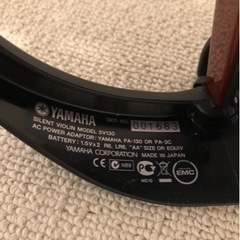 YAMAHA
SER NO. 001683
SILENT VIOLIN MODEL SV130
AC POWER ADAPTOR: YAMAHA PA-130 OR PA-3C
BATTERY: 1.5V x 2 R6, LR6, "AA" SIZE OR EQUIV
YAMAHA CORPORATION MADE IN JAPAN
EMC